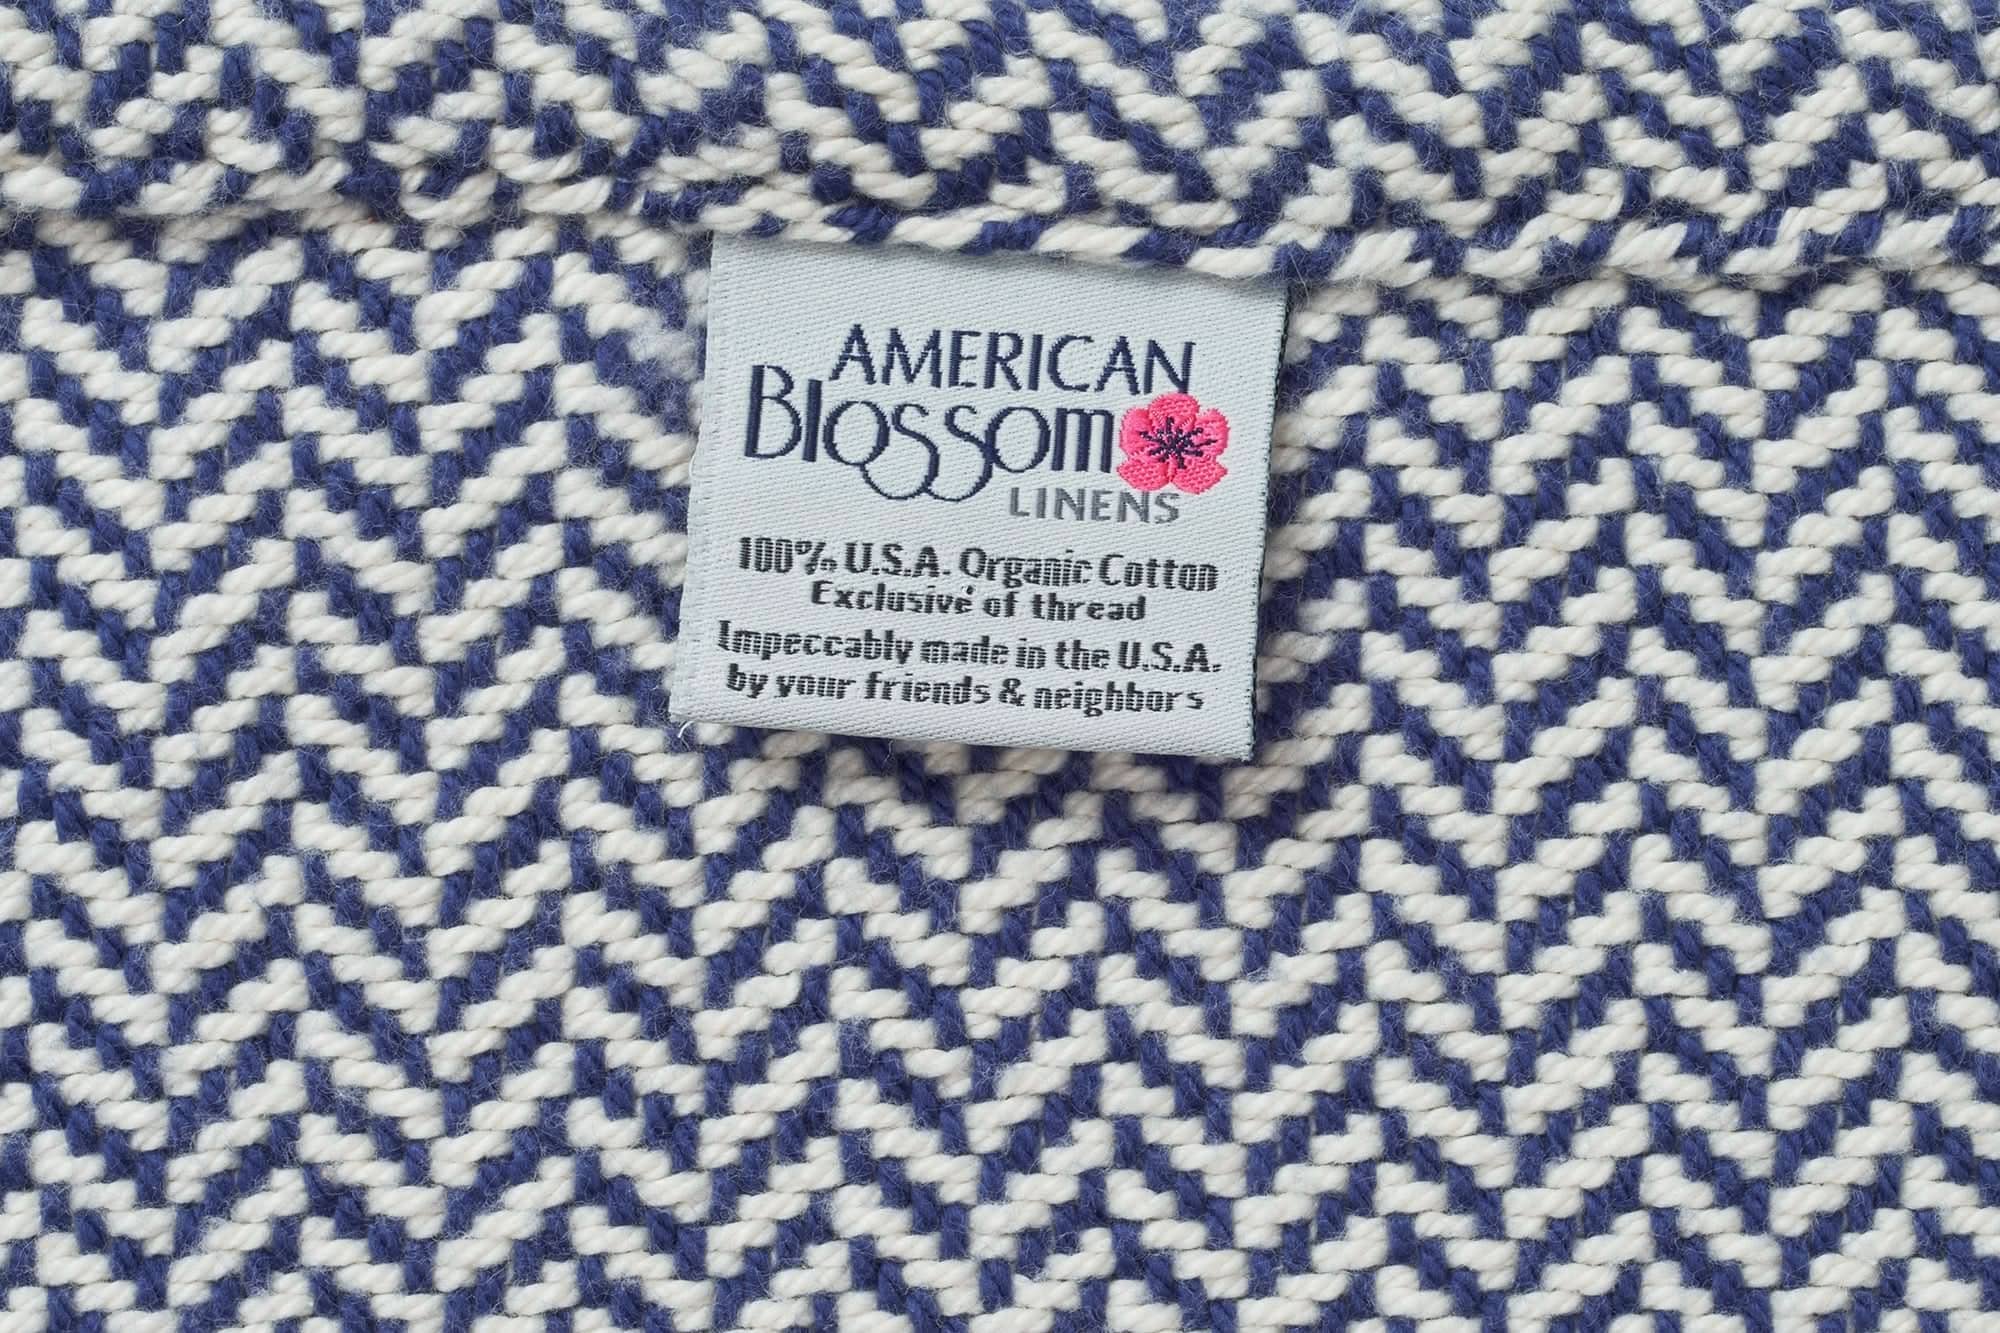 AMERICAN
Blossom
LINENS
100% U.S.A. Organic Cotton
Exclusive of thread
Impeccably made in the U.S.A.
by your friends & neighbors